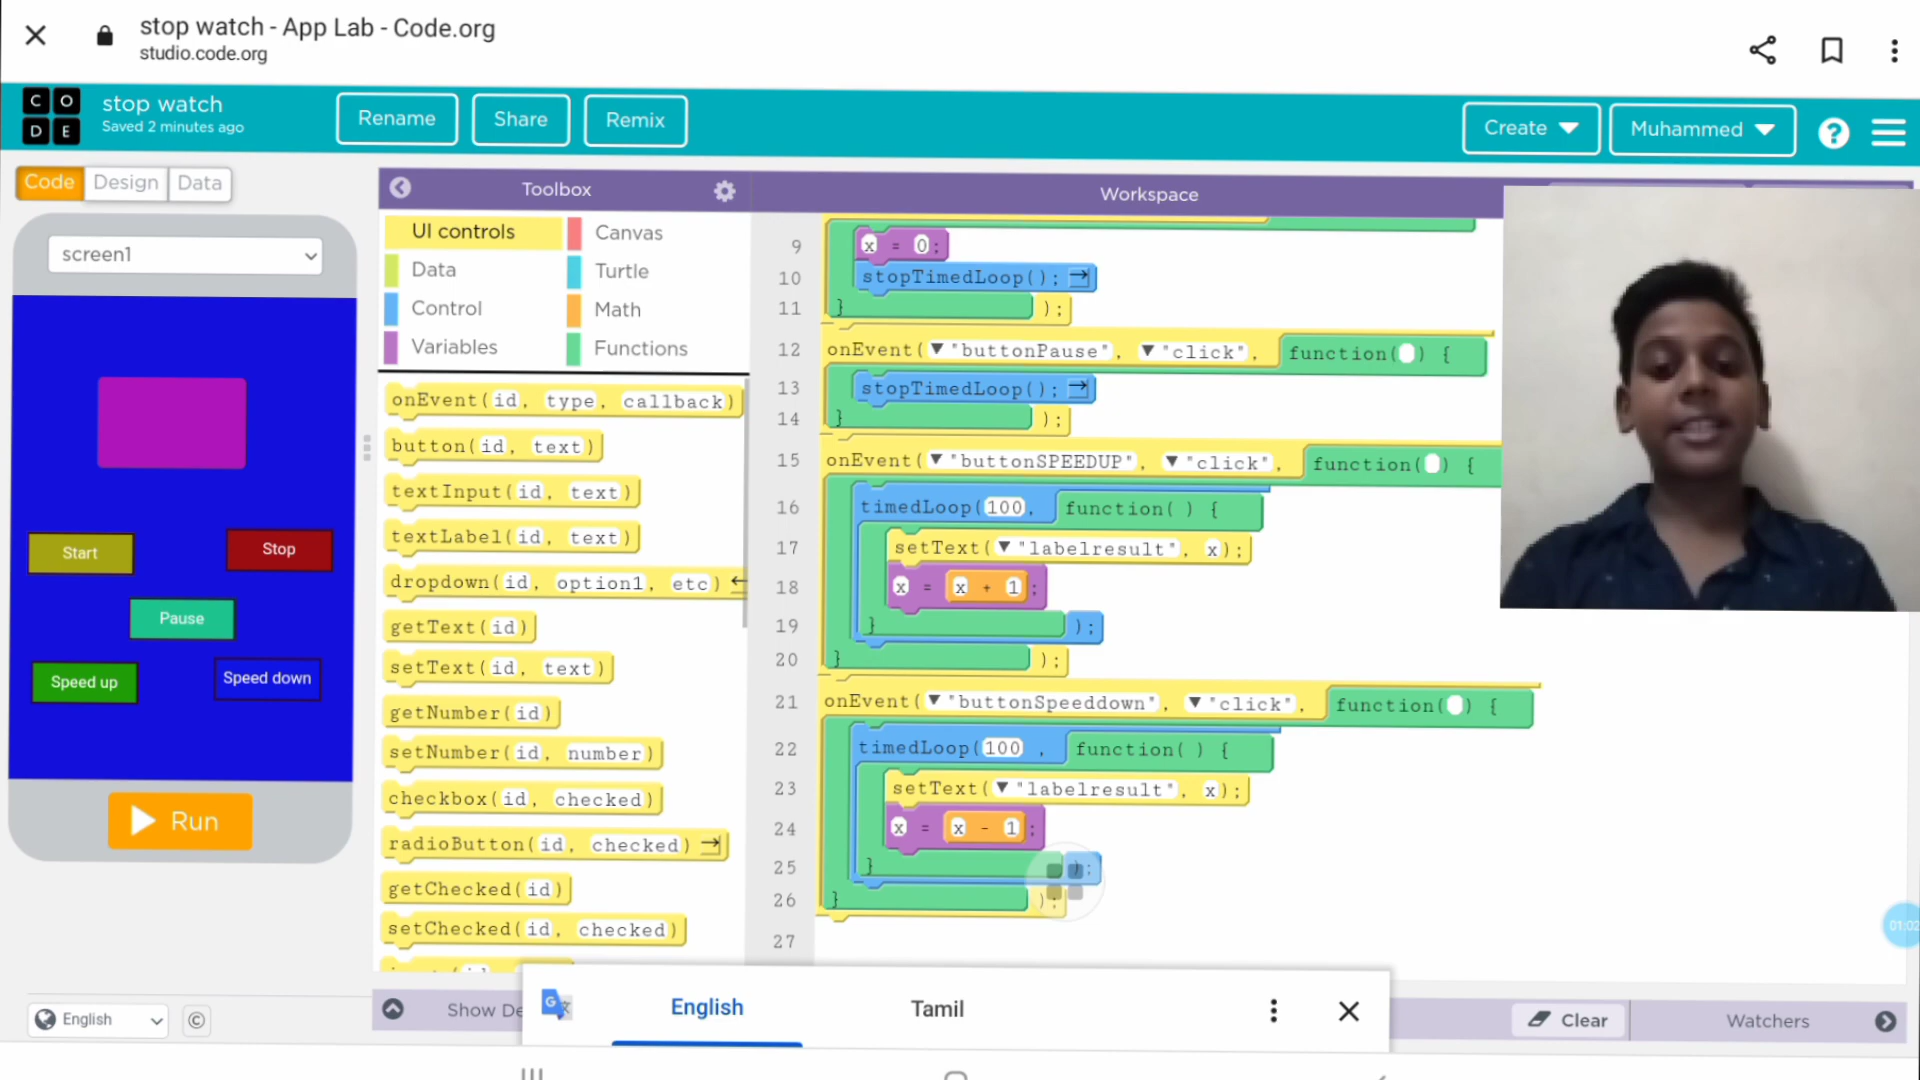 stop watch - App Lab - Code.org
studio.code.org
C O
D E
stop watch
Saved 2 minutes ago
Rename
Share
Remix
Create
Muhammed
?
Code
Design
Data
Toolbox
Workspace
screen1
UI controls
Canvas
Data
Turtle
Control
Math
Variables
Functions
onEvent(id, type, callback)
button(id, text)
textInput(id, text)
textLabel(id, text)
dropdown(id, option1, etc)
getText(id)
setText(id, text)
getNumber(id)
setNumber(id, number)
checkbox(id, checked)
radioButton(id, checked)
getChecked(id)
setChecked(id, checked)
Start
Stop
Pause
Speed up
Speed down
Run
9 x = 0;
10 stopTimedLoop();
11 } );
12 onEvent( "buttonPause", "click", function( ) {
13 stopTimedLoop();
14 } );
15 onEvent( "buttonSPEEDUP", "click", function( ) {
16 timedLoop(100, function( ) {
17 setText( "labelresult", x);
18 x = x + 1;
19 } );
20 } );
21 onEvent( "buttonSpeeddown", "click", function( ) {
22 timedLoop(100 , function( ) {
23 setText( "labelresult", x);
24 x = x - 1;
25 } );
26 } );
27
01:02
English
©
Show De
English
Tamil
Clear
Watchers